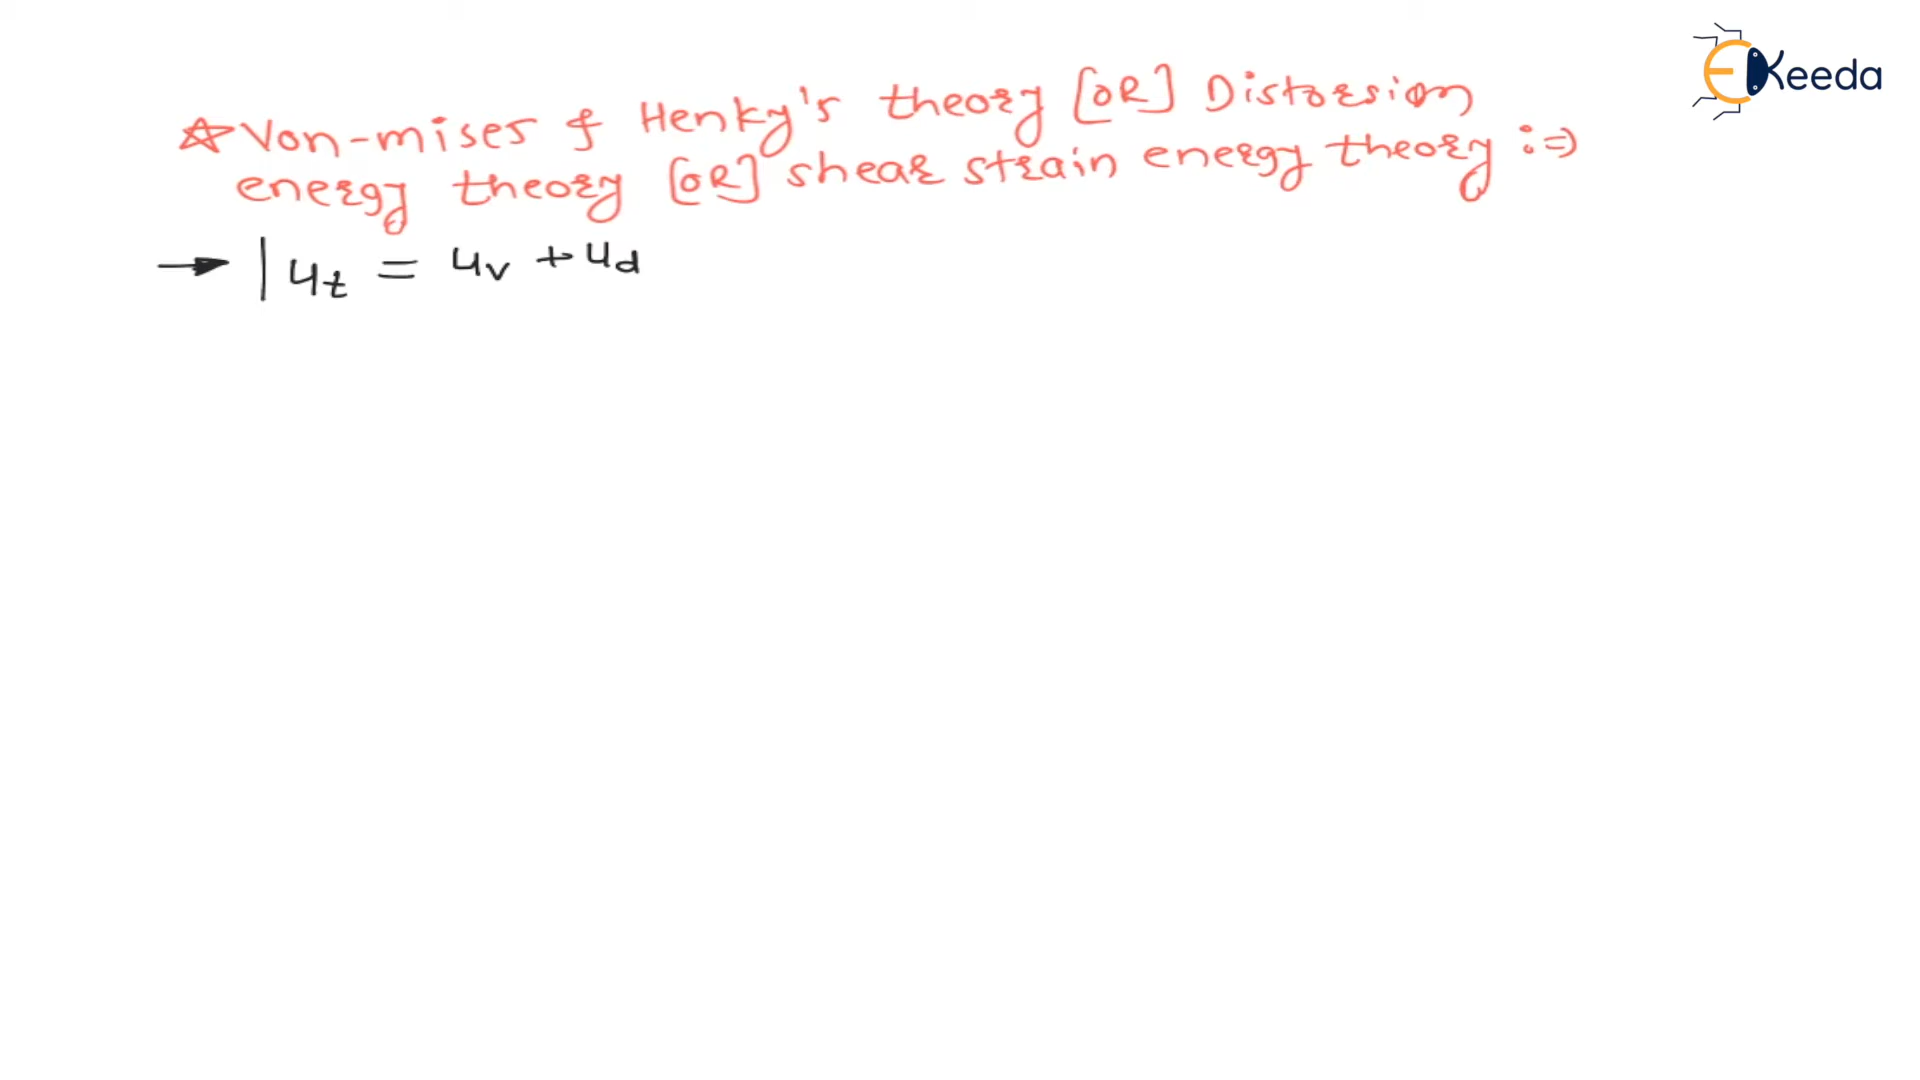 EKeeda
☆ Von-mises & Henky's theory [OR] Distorsion
energy theory [OR] shear strain energy theory :⇒
→ | ut = uv + ud